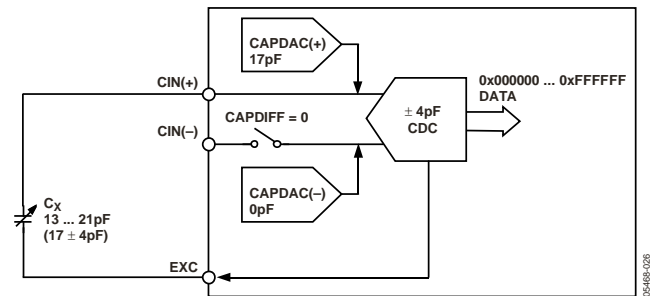 CAPDAC(+)
17pF
0x000000 ... 0xFFFFFF
DATA
CIN(+)
CAPDIFF = 0
± 4pF
CDC
CIN(–)
CAPDAC(–)
0pF
CX
13 ... 21pF
(17 ± 4pF)
EXC
05468-026